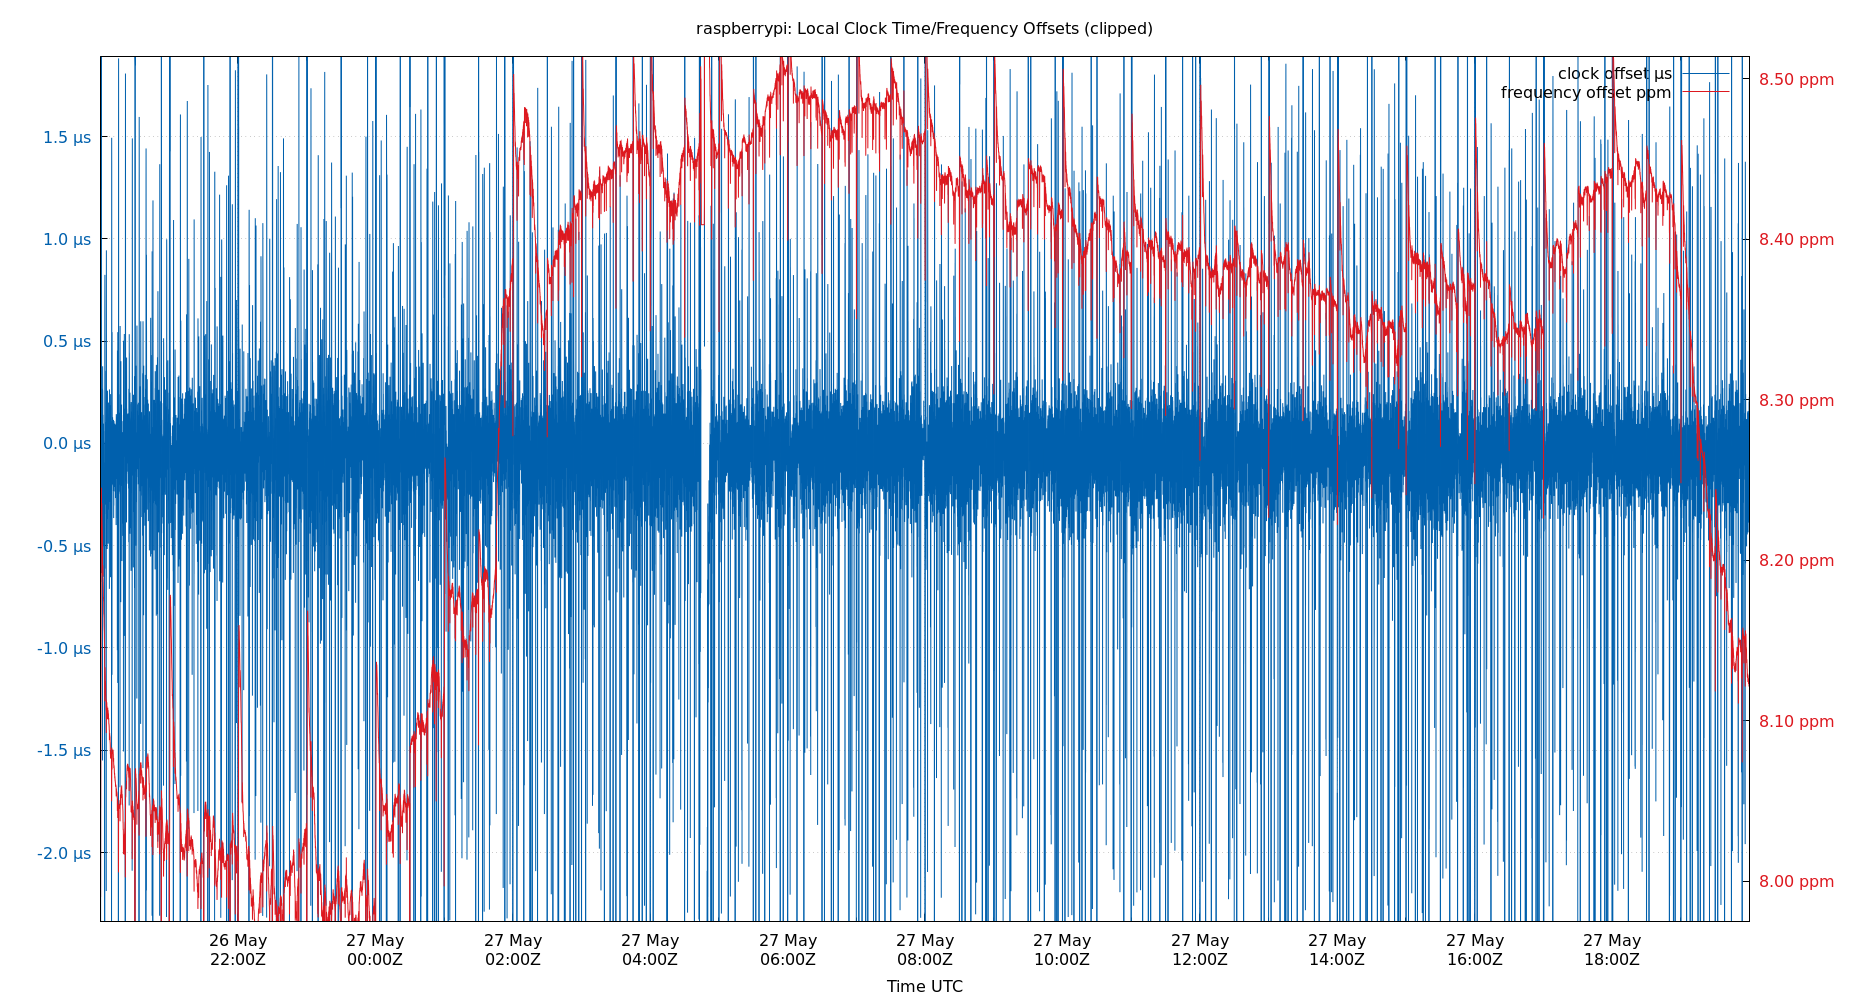 raspberrypi: Local Clock Time/Frequency Offsets (clipped)
clock offset µs
frequency offset ppm
1.5 µs
1.0 µs
0.5 µs
0.0 µs
-0.5 µs
-1.0 µs
-1.5 µs
-2.0 µs
8.50 ppm
8.40 ppm
8.30 ppm
8.20 ppm
8.10 ppm
8.00 ppm
26 May 27 May 27 May 27 May 27 May 27 May 27 May 27 May 27 May 27 May 27 May
22:00Z 00:00Z 02:00Z 04:00Z 06:00Z 08:00Z 10:00Z 12:00Z 14:00Z 16:00Z 18:00Z
Time UTC